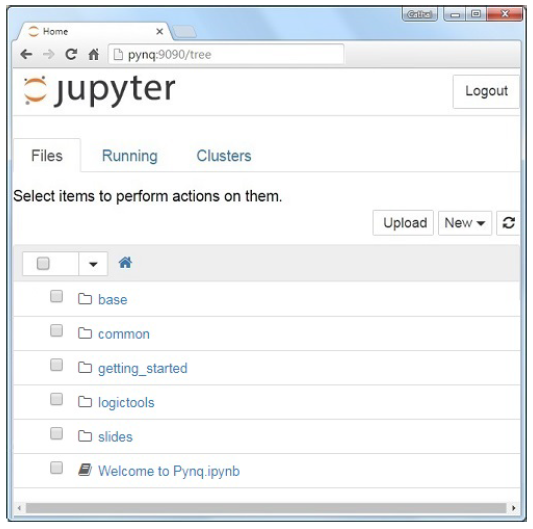 Home
pynq:9090/tree
jupyter
Logout
Files Running Clusters
Select items to perform actions on them.
Upload New
base
common
getting_started
logictools
slides
Welcome to Pynq.ipynb